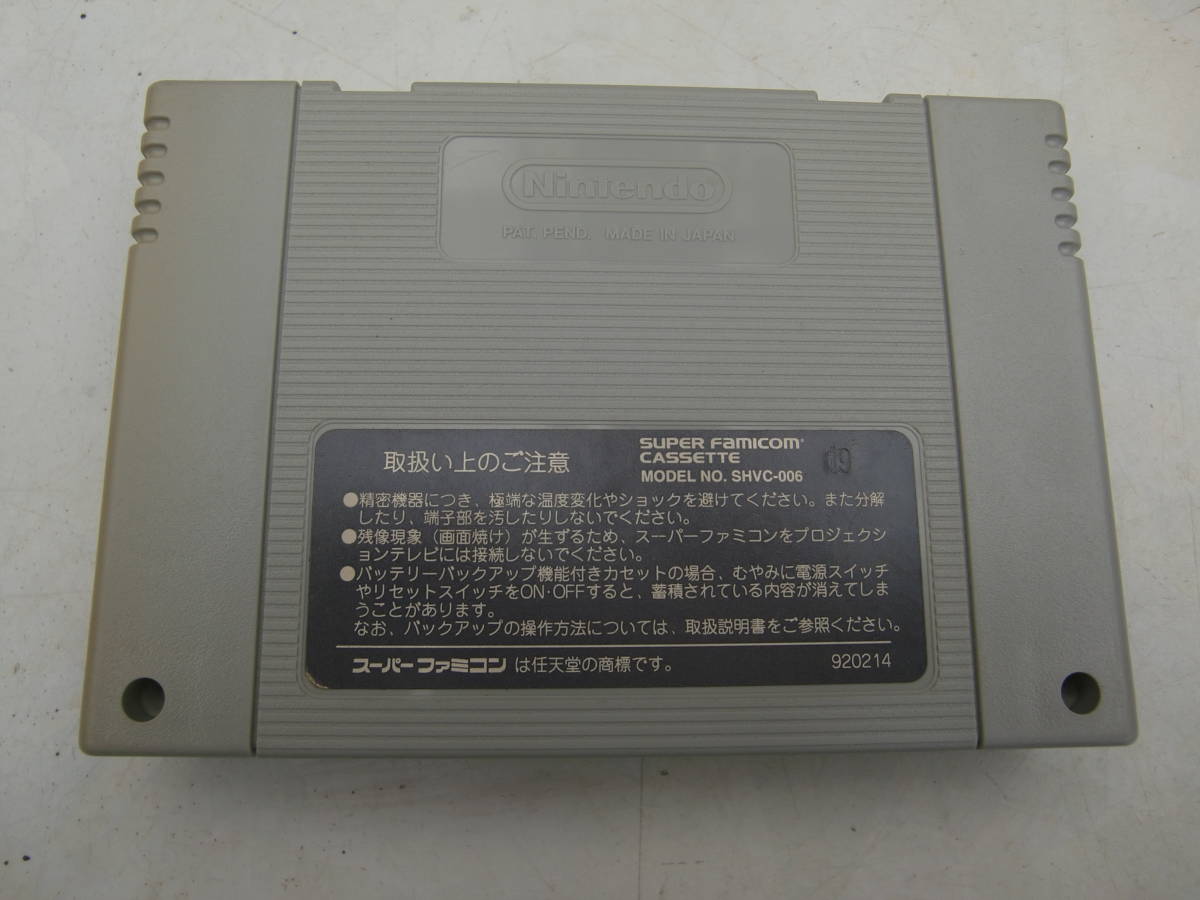 Nintendo
PAT. PEND. MADE IN JAPAN
取扱い上のご注意
SUPER FAMICOM
CASSETTE
MODEL NO. SHVC-006
●精密機器につき、極端な温度変化やショックを避けてください。また分解
したり、端子部を汚したりしないでください。
●残像現象（画面焼け）が生ずるため、スーパーファミコンをプロジェクシ
ョンテレビには接続しないでください。
●バッテリーバックアップ機能付きカセットの場合、むやみに電源スイッチ
やリセットスイッチをON・OFFすると、蓄積されている内容が消えてしま
うことがあります。
なお、バックアップの操作方法については、取扱説明書をご参照ください。
スーパーファミコンは任天堂の商標です。
920214